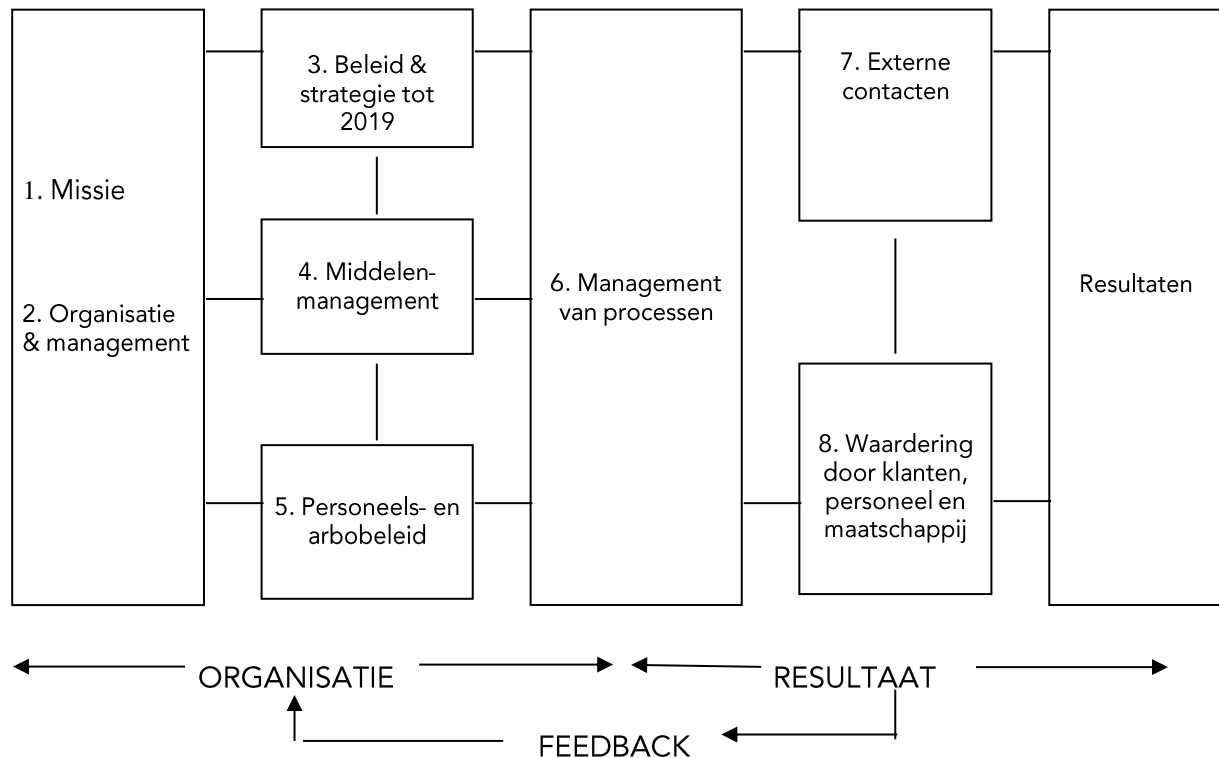 1. Missie
2. Organisatie
& management
3. Beleid &
strategie tot
2019
4. Middelen-
management
5. Personeels- en
arbobeleid
6. Management
van processen
7. Externe
contacten
8. Waardering
door klanten,
personeel en
maatschappij
Resultaten
ORGANISATIE
RESULTAAT
FEEDBACK